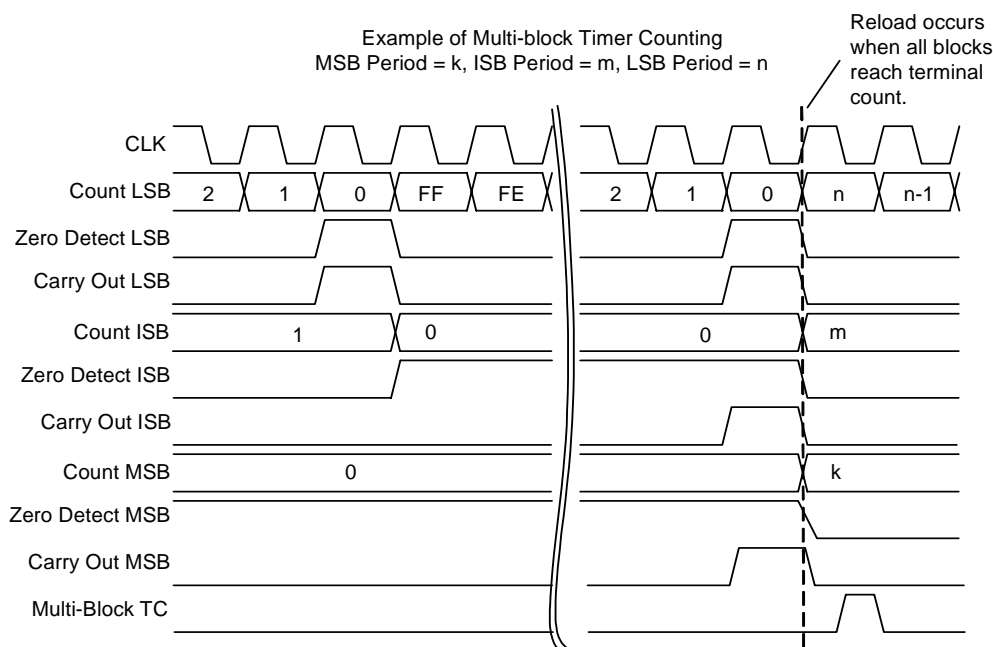 Example of Multi-block Timer Counting
MSB Period = k, ISB Period = m, LSB Period = n
Reload occurs
when all blocks
reach terminal
count.
CLK
Count LSB 2 1 0 FF FE 2 1 0 n n-1
Zero Detect LSB
Carry Out LSB
Count ISB 1 0 0 m
Zero Detect ISB
Carry Out ISB
Count MSB 0 k
Zero Detect MSB
Carry Out MSB
Multi-Block TC